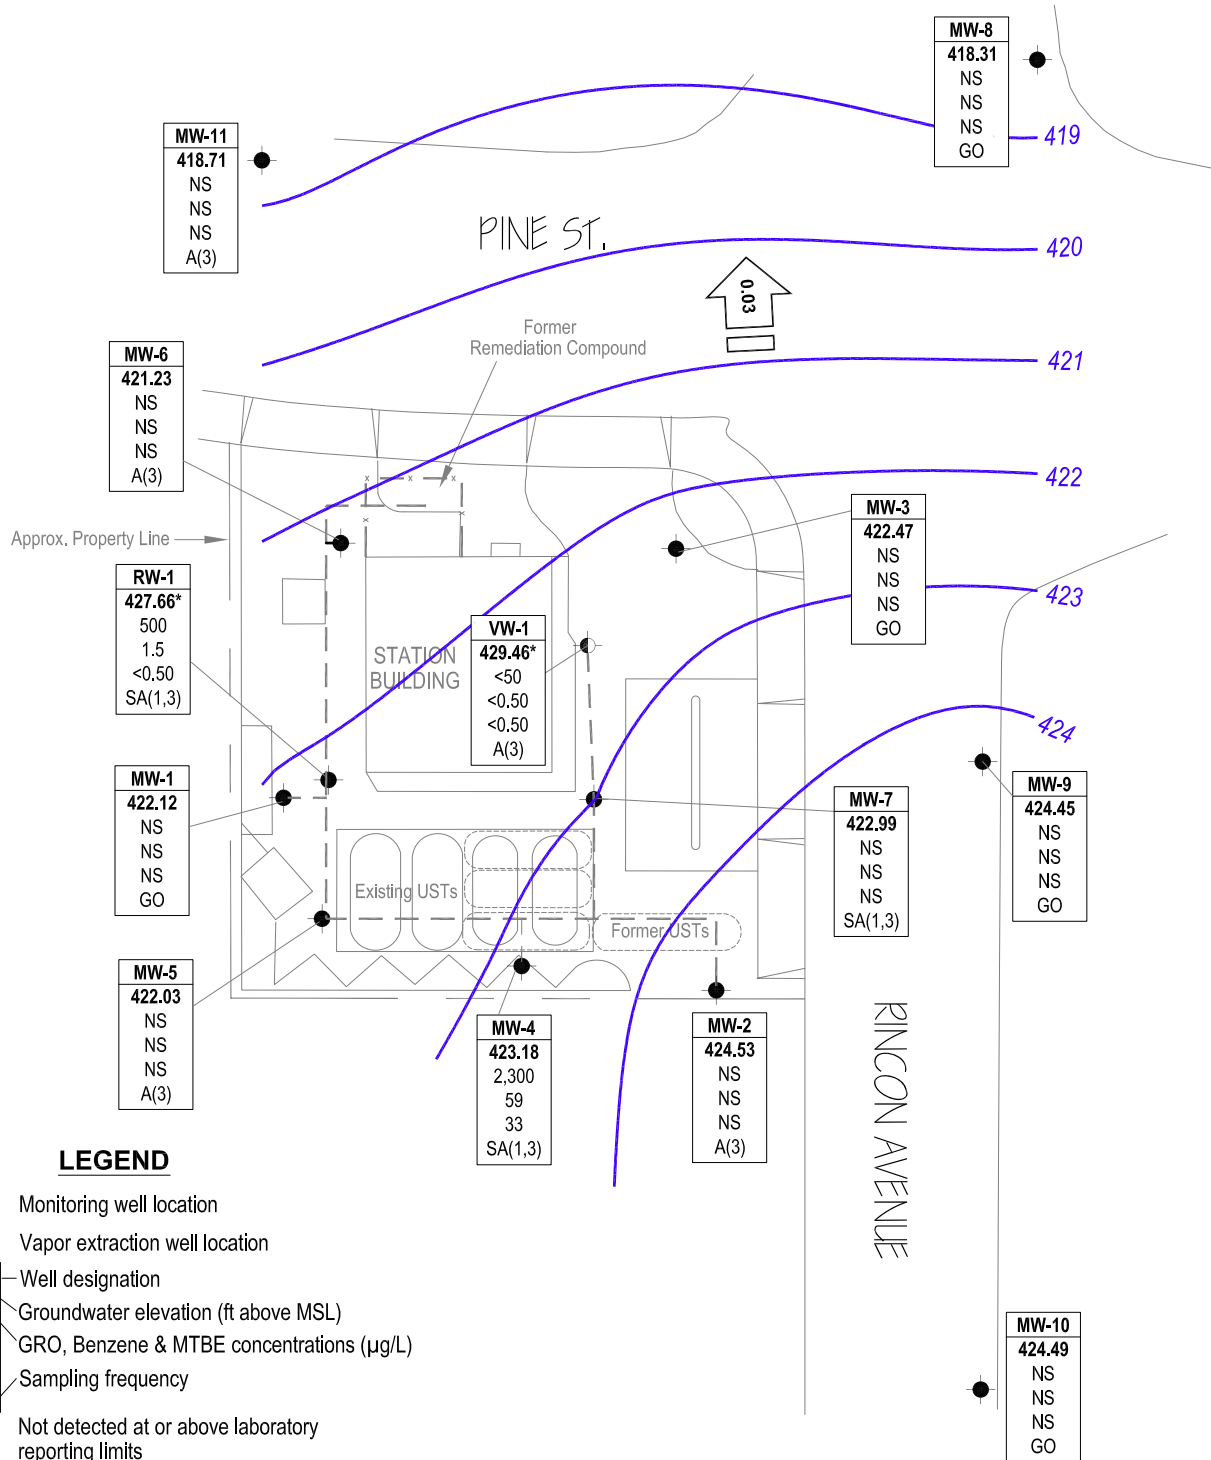 MW-8
418.31
NS
NS
NS
GO
419
MW-11
418.71
NS
NS
NS
A(3)
PINE ST.
420
0.03
Former
Remediation Compound
421
MW-6
421.23
NS
NS
NS
A(3)
422
Approx. Property Line
MW-3
422.47
NS
NS
NS
GO
423
RW-1
427.66*
500
1.5
<0.50
SA(1,3)
STATION
BUILDING
VW-1
429.46*
<50
<0.50
<0.50
A(3)
424
MW-1
422.12
NS
NS
NS
GO
MW-9
424.45
NS
NS
NS
GO
MW-7
422.99
NS
NS
NS
SA(1,3)
Existing USTs
Former USTs
MW-5
422.03
NS
NS
NS
A(3)
MW-4
423.18
2,300
59
33
SA(1,3)
MW-2
424.53
NS
NS
NS
A(3)
RINCON AVENUE
MW-10
424.49
NS
NS
NS
GO
LEGEND
Monitoring well location
Vapor extraction well location
Well designation
Groundwater elevation (ft above MSL)
GRO, Benzene & MTBE concentrations (µg/L)
Sampling frequency
Not detected at or above laboratory
reporting limits